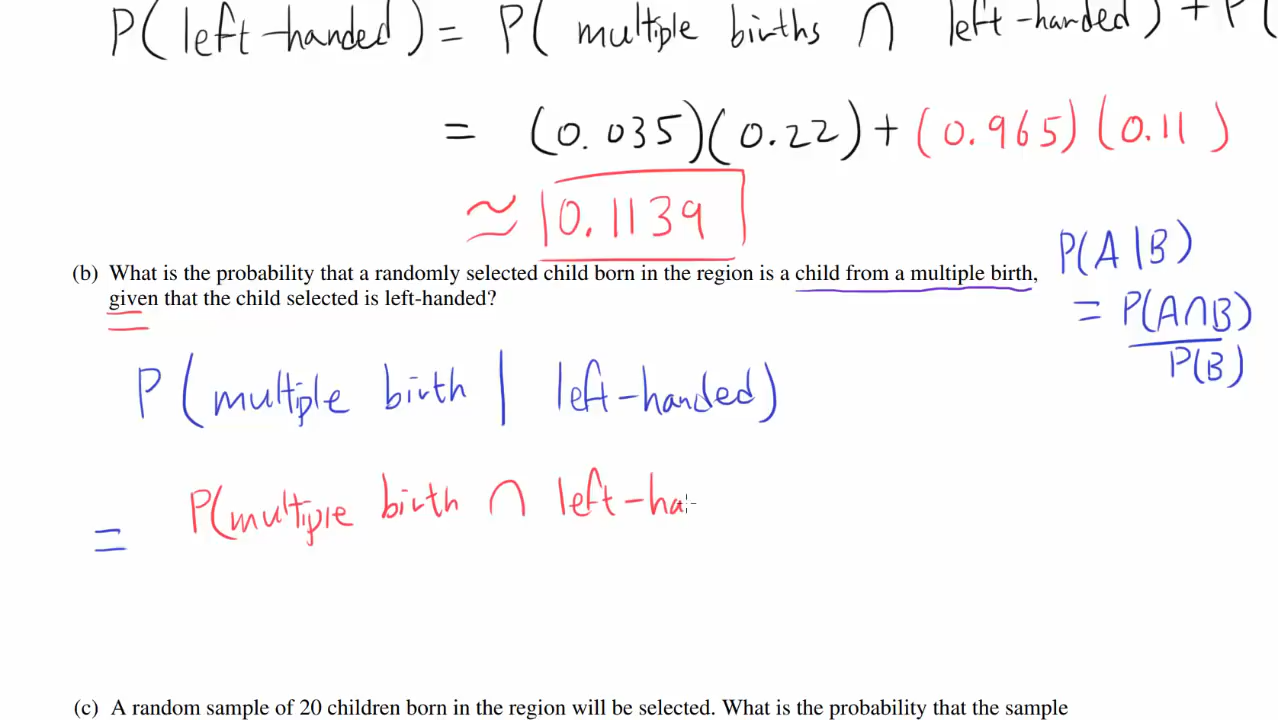 P( left-handed ) = P( multiple births ∩ left-handed ) + P(
= (0.035)(0.22) + (0.965)(0.11)
≈ 0.1139
(b) What is the probability that a randomly selected child born in the region is a child from a multiple birth,
given that the child selected is left-handed?
P(A|B)
= P(A∩B)
P(B)
P( multiple birth | left-handed)
= P(multiple birth ∩ left-ha
(c) A random sample of 20 children born in the region will be selected. What is the probability that the sample